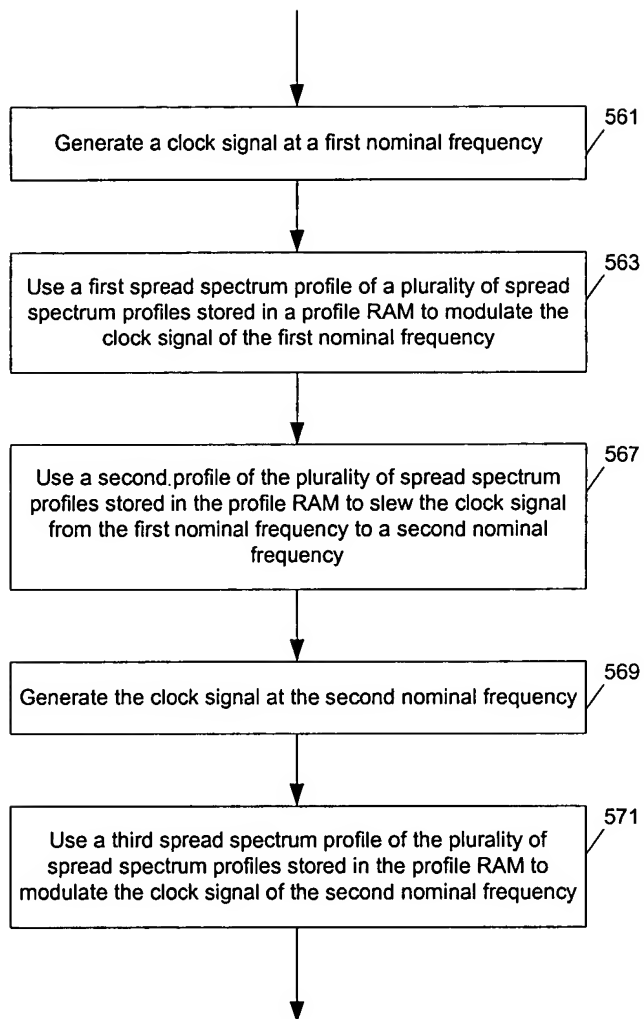 561
Generate a clock signal at a first nominal frequency
563
Use a first spread spectrum profile of a plurality of spread
spectrum profiles stored in a profile RAM to modulate the
clock signal of the first nominal frequency
567
Use a second.profile of the plurality of spread spectrum
profiles stored in the profile RAM to slew the clock signal
from the first nominal frequency to a second nominal
frequency
569
Generate the clock signal at the second nominal frequency
571
Use a third spread spectrum profile of the plurality of
spread spectrum profiles stored in the profile RAM to
modulate the clock signal of the second nominal frequency